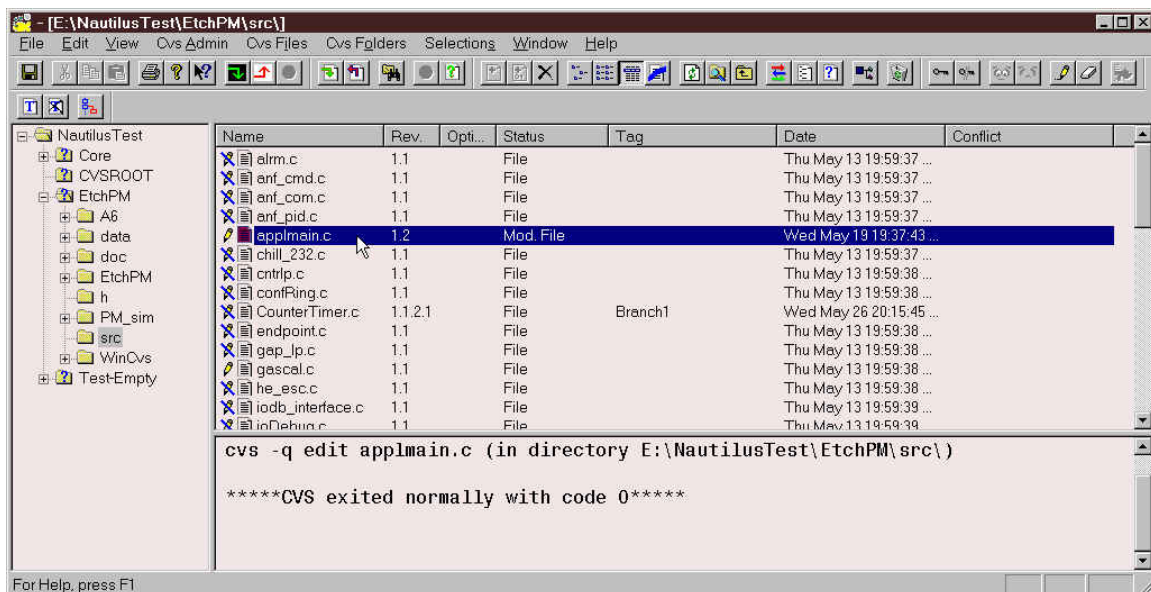 - [E:\NautilusTest\EtchPM\src\]
File Edit View Cvs Admin Cvs Files Cvs Folders Selections Window Help
NautilusTest
Core
CVSROOT
EtchPM
A6
data
doc
EtchPM
h
PM_sim
src
WinCvs
Test-Empty
Name Rev. Opti... Status Tag Date Conflict
alrm.c 1.1 File Thu May 13 19:59:37 ...
anf_cmd.c 1.1 File Thu May 13 19:59:37 ...
anf_com.c 1.1 File Thu May 13 19:59:37 ...
anf_pid.c 1.1 File Thu May 13 19:59:37 ...
applmain.c 1.2 Mod. File Wed May 19 19:37:43 ...
chill_232.c 1.1 File Thu May 13 19:59:37 ...
cntrlp.c 1.1 File Thu May 13 19:59:38 ...
confRing.c 1.1 File Thu May 13 19:59:38 ...
CounterTimer.c 1.1.2.1 File Branch1 Wed May 26 20:15:45 ...
endpoint.c 1.1 File Thu May 13 19:59:38 ...
gap_lp.c 1.1 File Thu May 13 19:59:38 ...
gascal.c 1.1 File Thu May 13 19:59:38 ...
he_esc.c 1.1 File Thu May 13 19:59:38 ...
iodb_interface.c 1.1 File Thu May 13 19:59:39 ...
ioDebug.c 1.1 File Thu May 13 19:59:39
cvs -q edit applmain.c (in directory E:\NautilusTest\EtchPM\src\)
*****CVS exited normally with code 0*****
For Help, press F1